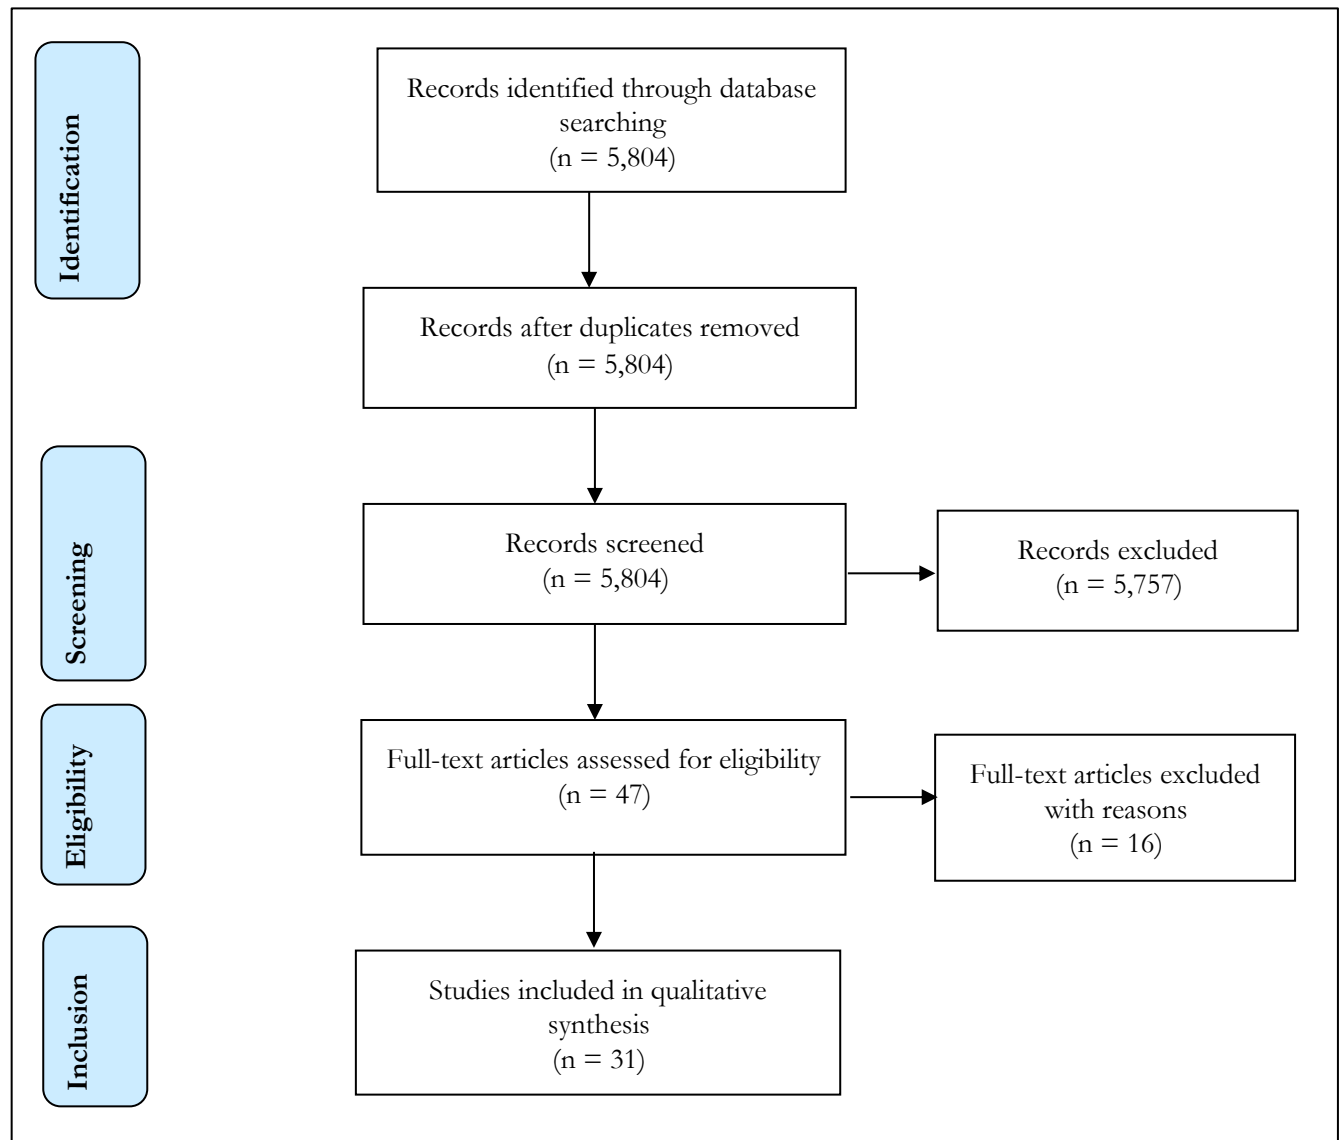 Identification
Records identified through database
searching
(n = 5,804)
Records after duplicates removed
(n = 5,804)
Screening
Records screened
(n = 5,804)
Records excluded
(n = 5,757)
Eligibility
Full-text articles assessed for eligibility
(n = 47)
Full-text articles excluded
with reasons
(n = 16)
Inclusion
Studies included in qualitative
synthesis
(n = 31)